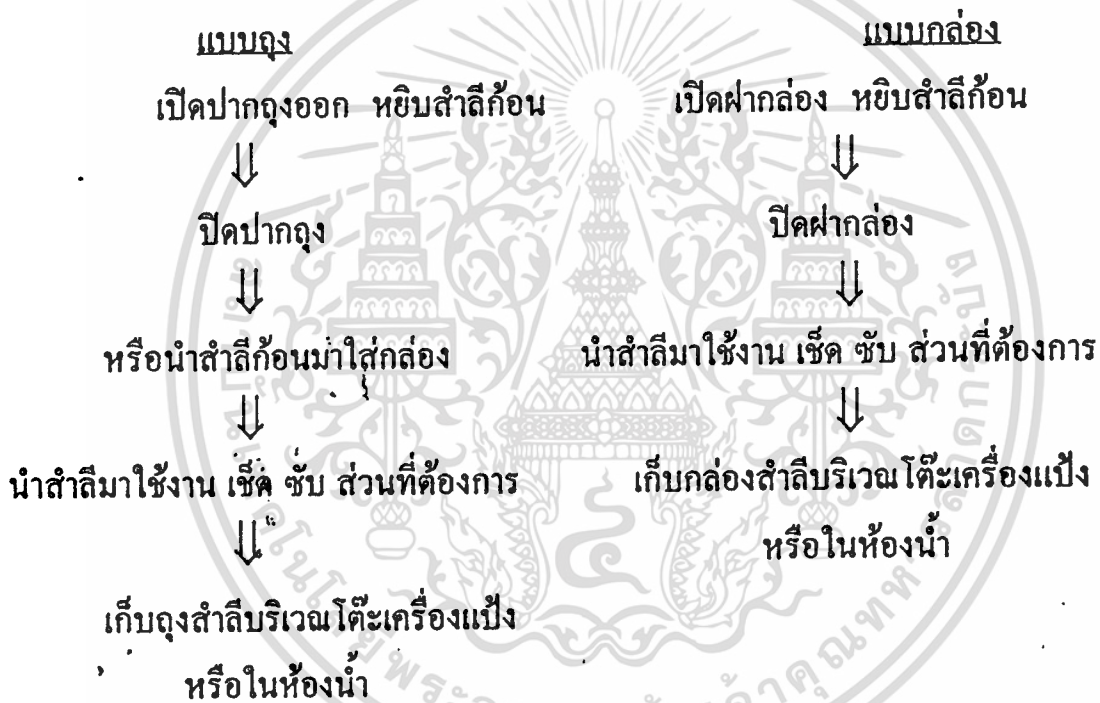 แบบถุง
เปิดปากถุงออก หยิบสำลีก้อน
⇓
ปิดปากถุง
⇓
หรือนำสำลีก้อนมาใส่กล่อง
⇓
นำสำลีมาใช้งาน เช็ด ซับ ส่วนที่ต้องการ
⇓
เก็บถุงสำลีบริเวณโต๊ะเครื่องแป้ง
หรือในห้องน้ำ
แบบกล่อง
เปิดฝากล่อง หยิบสำลีก้อน
⇓
ปิดฝากล่อง
⇓
นำสำลีมาใช้งาน เช็ด ซับ ส่วนที่ต้องการ
⇓
เก็บกล่องสำลีบริเวณโต๊ะเครื่องแป้ง
หรือในห้องน้ำ